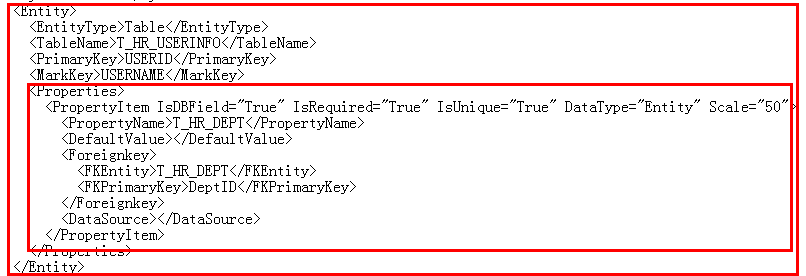 <Entity>
<EntityType>Table</EntityType>
<TableName>T_HR_USERINFO</TableName>
<PrimaryKey>USERID</PrimaryKey>
<MarkKey>USERNAME</MarkKey>
<Properties>
<PropertyItem IsDBField="True" IsRequired="True" IsUnique="True" DataType="Entity" Scale="50">
<PropertyName>T_HR_DEPT</PropertyName>
<DefaultValue></DefaultValue>
<Foreignkey>
<FKEntity>T_HR_DEPT</FKEntity>
<FKPrimaryKey>DeptID</FKPrimaryKey>
</Foreignkey>
<DataSource></DataSource>
</PropertyItem>
</Properties>
</Entity>